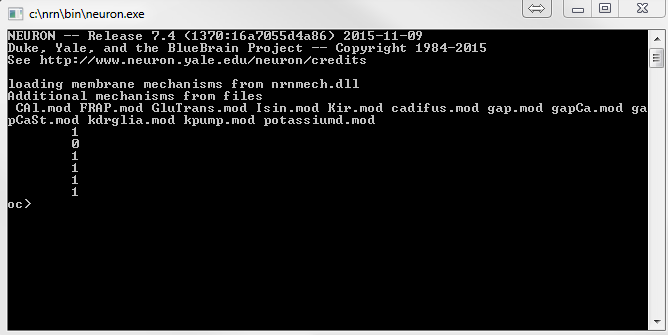 c:\nrn\bin\neuron.exe
NEURON -- Release 7.4 (1370:16a7055d4a86) 2015-11-09
Duke, Yale, and the BlueBrain Project -- Copyright 1984-2015
See http://www.neuron.yale.edu/neuron/credits
loading membrane mechanisms from nrnmech.dll
Additional mechanisms from files
CAl.mod FRAP.mod GluTrans.mod Isin.mod Kir.mod cadifus.mod gap.mod gapCa.mod ga
pCaSt.mod kdrglia.mod kpump.mod potassiumd.mod
1
0
1
1
1
1
oc>